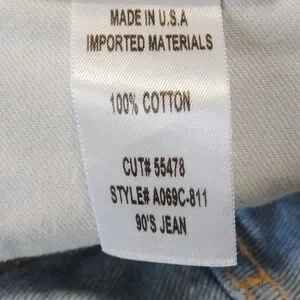 MADE IN U.S.A
IMPORTED MATERIALS
100% COTTON
CUT# 55478
STYLE# A069C-811
90'S JEAN